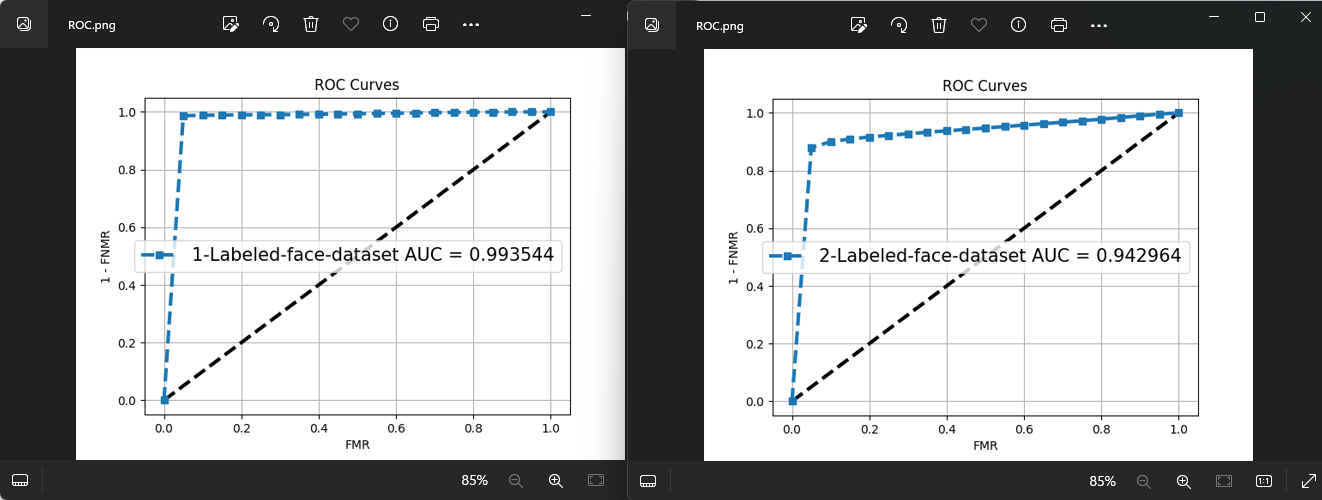 ROC.png
ROC Curves
1.0
0.8
0.6
0.4
0.2
0.0
1 - FNMR
1-Labeled-face-dataset AUC = 0.993544
0.0 0.2 0.4 0.6 0.8 1.0
FMR
85%
ROC.png
ROC Curves
1.0
0.8
0.6
0.4
0.2
0.0
1 - FNMR
2-Labeled-face-dataset AUC = 0.942964
0.0 0.2 0.4 0.6 0.8 1.0
FMR
85%
1:1